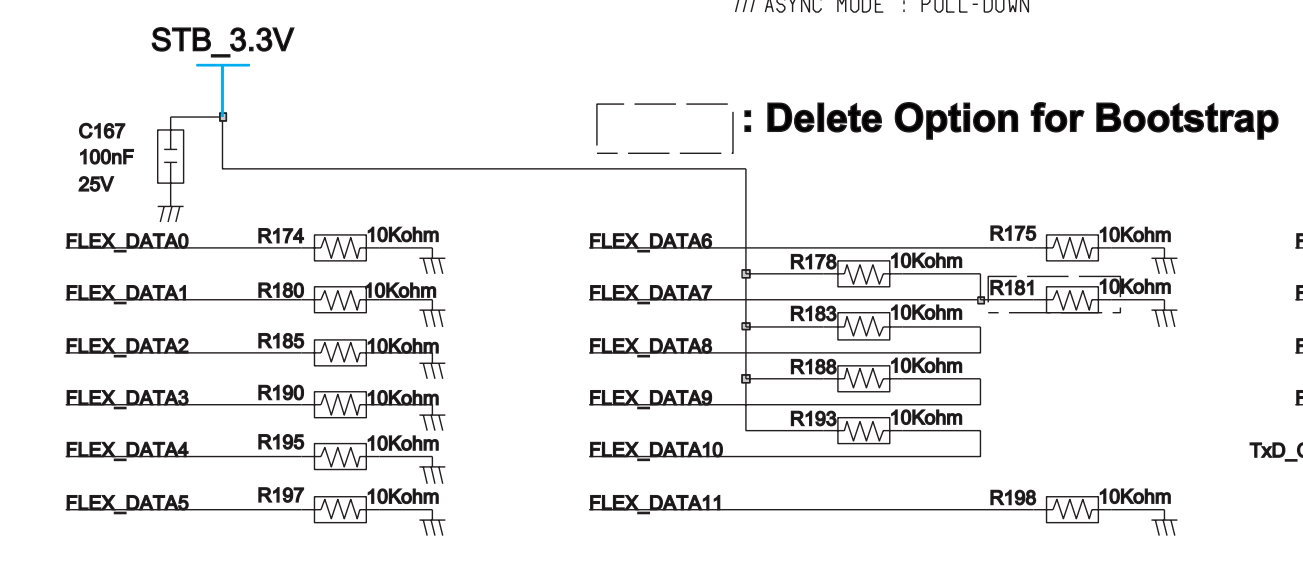 /// ASYNC MODE : PULL-DOWN
STB_3.3V
: Delete Option for Bootstrap
C167
100nF
25V
FLEX_DATA0 R174 10Kohm
FLEX_DATA1 R180 10Kohm
FLEX_DATA2 R185 10Kohm
FLEX_DATA3 R190 10Kohm
FLEX_DATA4 R195 10Kohm
FLEX_DATA5 R197 10Kohm
FLEX_DATA6 R175 10Kohm
R178 10Kohm
FLEX_DATA7 R181 10Kohm
R183 10Kohm
FLEX_DATA8
R188 10Kohm
FLEX_DATA9
R193 10Kohm
FLEX_DATA10
FLEX_DATA11 R198 10Kohm